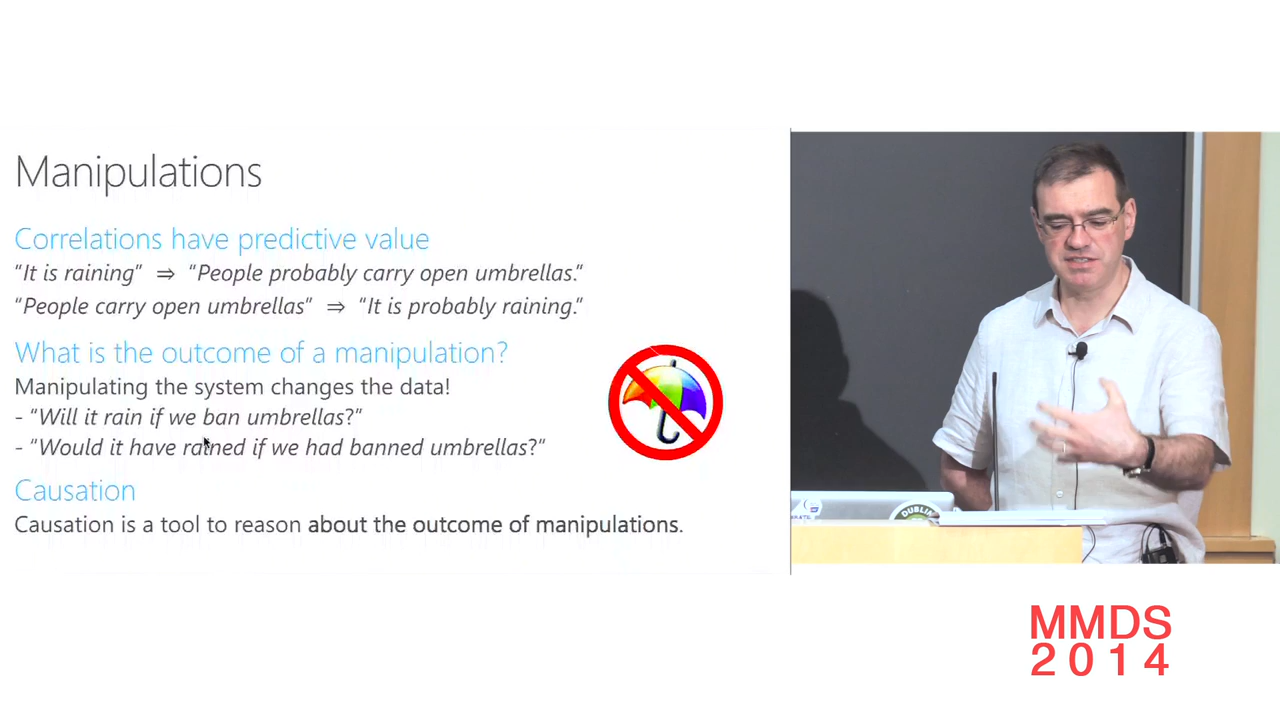 Manipulations
Correlations have predictive value
“It is raining” ⇒ “People probably carry open umbrellas.”
“People carry open umbrellas” ⇒ “It is probably raining.”
What is the outcome of a manipulation?
Manipulating the system changes the data!
- “Will it rain if we ban umbrellas?”
- “Would it have rained if we had banned umbrellas?”
Causation
Causation is a tool to reason about the outcome of manipulations.
DUBLIN
MMDS
2014